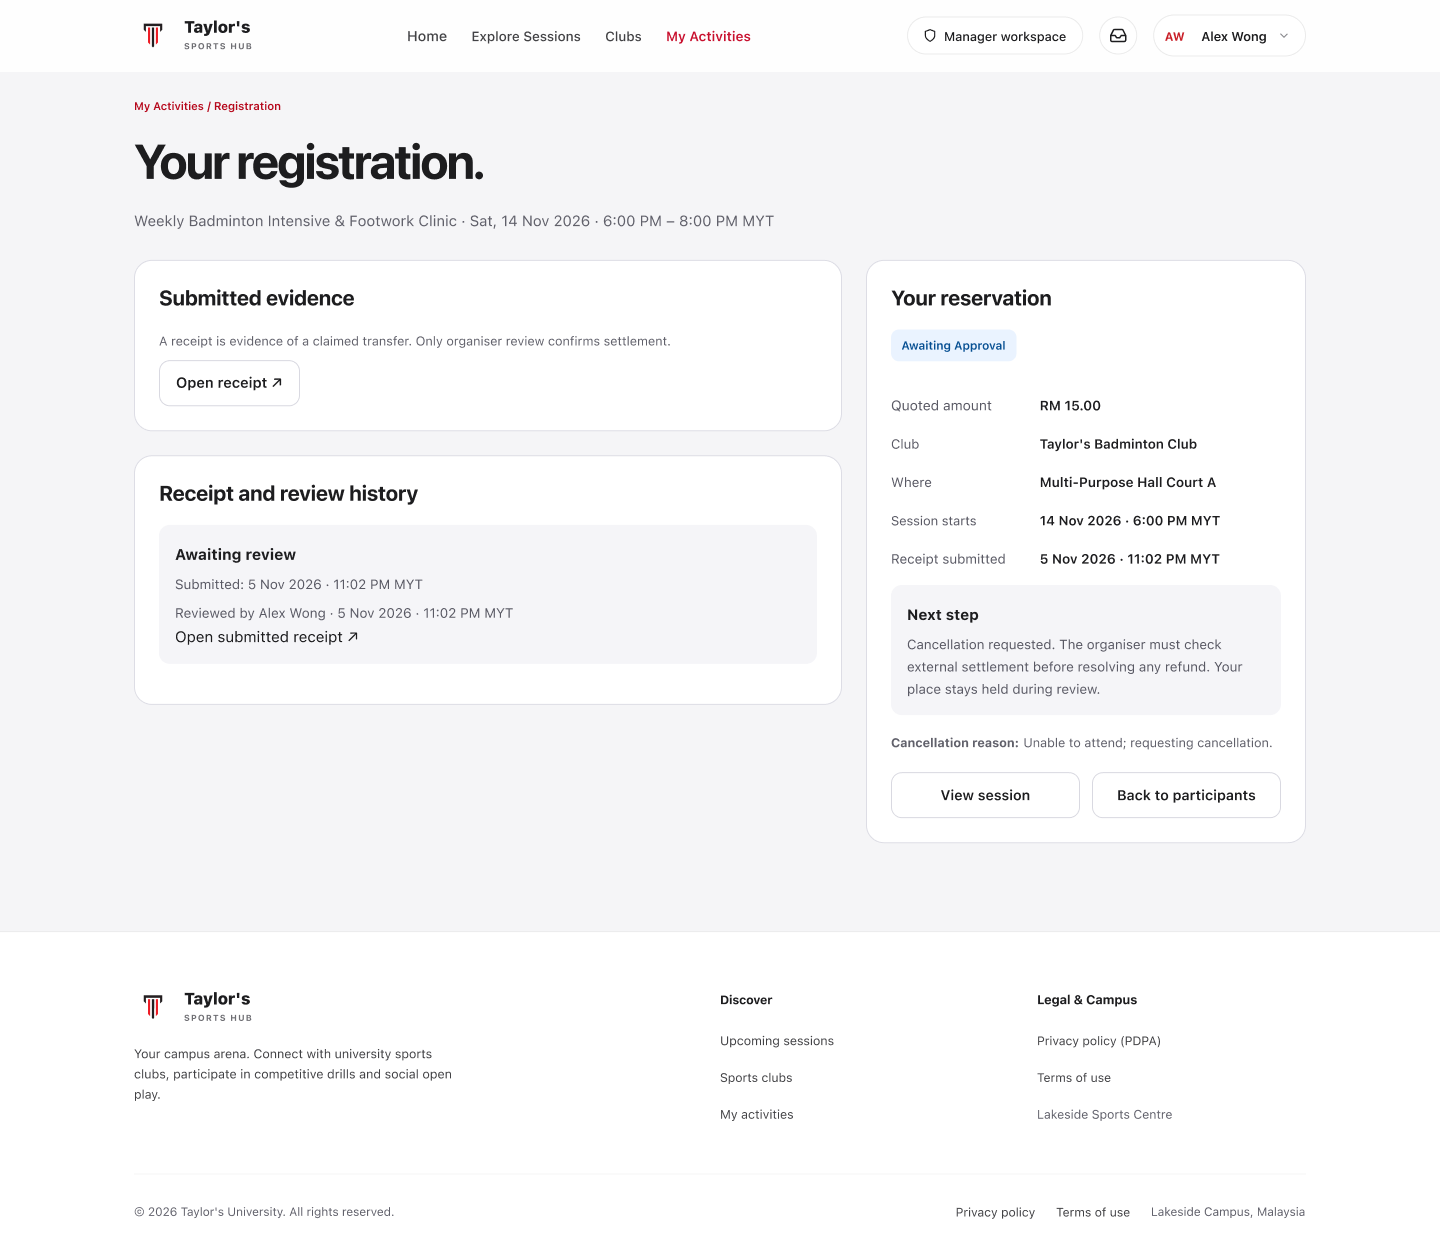 Taylor's
SPORTS HUB
Home
Explore Sessions
Clubs
My Activities
Manager workspace
AW
Alex Wong
My Activities / Registration
Your registration.
Weekly Badminton Intensive & Footwork Clinic · Sat, 14 Nov 2026 · 6:00 PM – 8:00 PM MYT
Submitted evidence
A receipt is evidence of a claimed transfer. Only organiser review confirms settlement.
Open receipt ↗
Receipt and review history
Awaiting review
Submitted: 5 Nov 2026 · 11:02 PM MYT
Reviewed by Alex Wong · 5 Nov 2026 · 11:02 PM MYT
Open submitted receipt ↗
Your reservation
Awaiting Approval
Quoted amount RM 15.00
Club Taylor's Badminton Club
Where Multi-Purpose Hall Court A
Session starts 14 Nov 2026 · 6:00 PM MYT
Receipt submitted 5 Nov 2026 · 11:02 PM MYT
Next step
Cancellation requested. The organiser must check
external settlement before resolving any refund. Your
place stays held during review.
Cancellation reason: Unable to attend; requesting cancellation.
View session
Back to participants
Taylor's
SPORTS HUB
Your campus arena. Connect with university sports
clubs, participate in competitive drills and social open
play.
Discover
Upcoming sessions
Sports clubs
My activities
Legal & Campus
Privacy policy (PDPA)
Terms of use
Lakeside Sports Centre
© 2026 Taylor's University. All rights reserved.
Privacy policy
Terms of use
Lakeside Campus, Malaysia